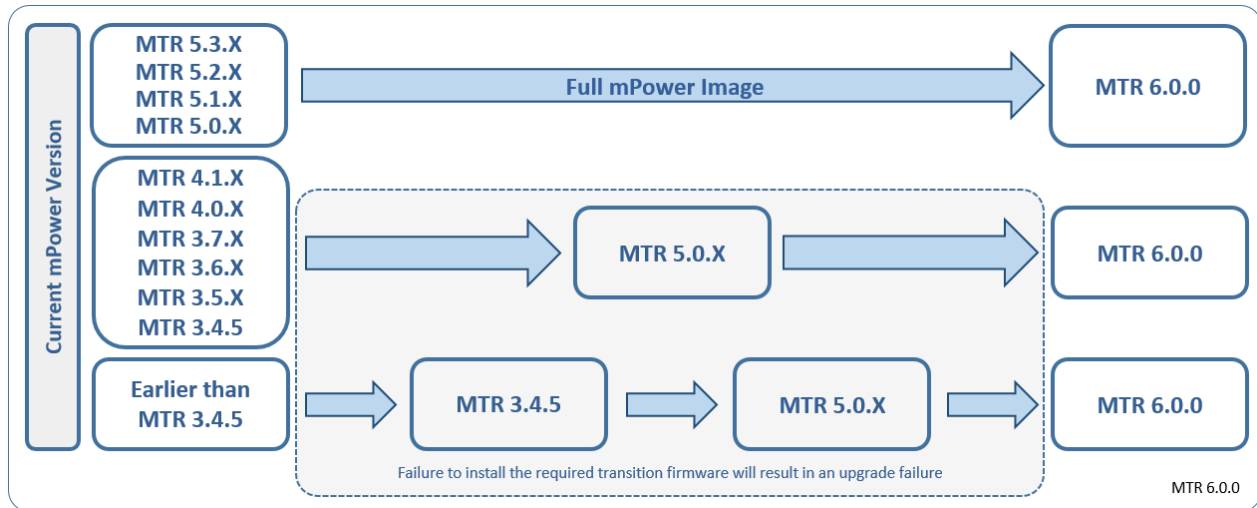 Current mPower Version
MTR 5.3.X
MTR 5.2.X
MTR 5.1.X
MTR 5.0.X
Full mPower Image
MTR 6.0.0
MTR 4.1.X
MTR 4.0.X
MTR 3.7.X
MTR 3.6.X
MTR 3.5.X
MTR 3.4.5
MTR 5.0.X
MTR 6.0.0
Earlier than
MTR 3.4.5
MTR 3.4.5
MTR 5.0.X
MTR 6.0.0
Failure to install the required transition firmware will result in an upgrade failure
MTR 6.0.0